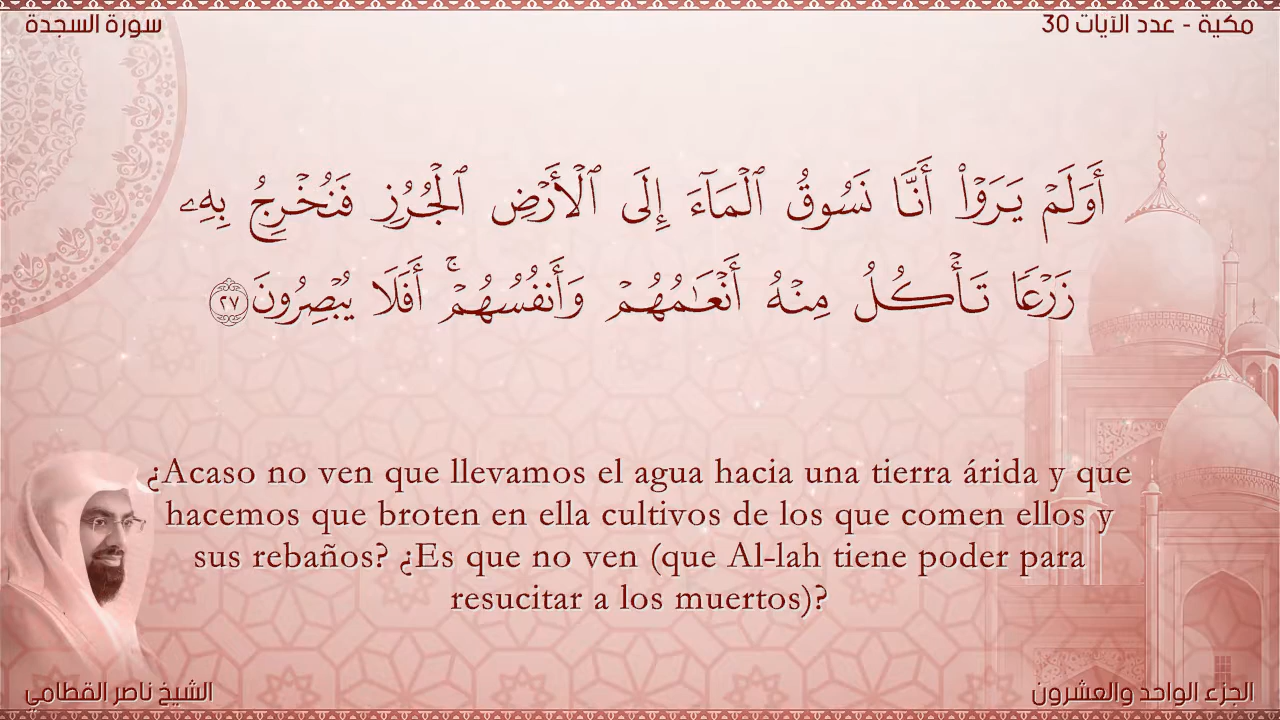 سورة السجدة
مكية - عدد الآيات 30
أَوَلَمۡ يَرَوۡاْ أَنَّا نَسُوقُ ٱلۡمَآءَ إِلَى ٱلۡأَرۡضِ ٱلۡجُرُزِ فَنُخۡرِجُ بِهِۦ
زَرۡعٗا تَأۡكُلُ مِنۡهُ أَنۡعَٰمُهُمۡ وَأَنفُسُهُمۡۚ أَفَلَا يُبۡصِرُونَ ٢٧
¿Acaso no ven que llevamos el agua hacia una tierra árida y que
hacemos que broten en ella cultivos de los que comen ellos y
sus rebaños? ¿Es que no ven (que Al-lah tiene poder para
resucitar a los muertos)?
الشيخ ناصر القطامي
الجزء الواحد والعشرون